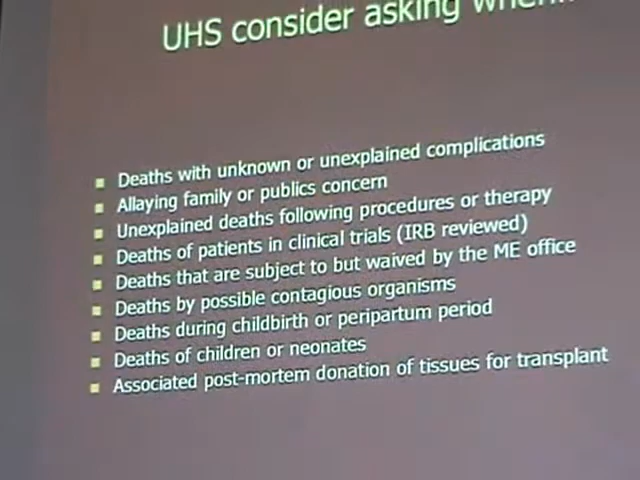 UHS consider asking when...
Deaths with unknown or unexplained complications
Allaying family or publics concern
Unexplained deaths following procedures or therapy
Deaths of patients in clinical trials (IRB reviewed)
Deaths that are subject to but waived by the ME office
Deaths by possible contagious organisms
Deaths during childbirth or peripartum period
Deaths of children or neonates
Associated post-mortem donation of tissues for transplant